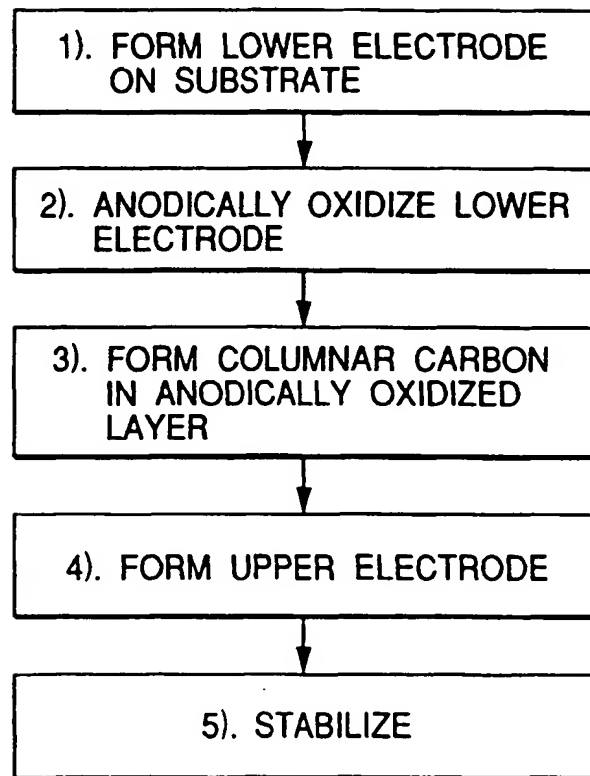 1). FORM LOWER ELECTRODE
ON SUBSTRATE
2). ANODICALLY OXIDIZE LOWER
ELECTRODE
3). FORM COLUMNAR CARBON
IN ANODICALLY OXIDIZED
LAYER
4). FORM UPPER ELECTRODE
5). STABILIZE